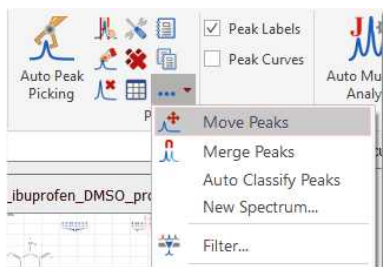 Auto Peak
Picking
Peak Labels
Peak Curves
Auto Mu
Analy
Move Peaks
Merge Peaks
Auto Classify Peaks
New Spectrum...
Filter...
_ibuprofen_DMSO_pro